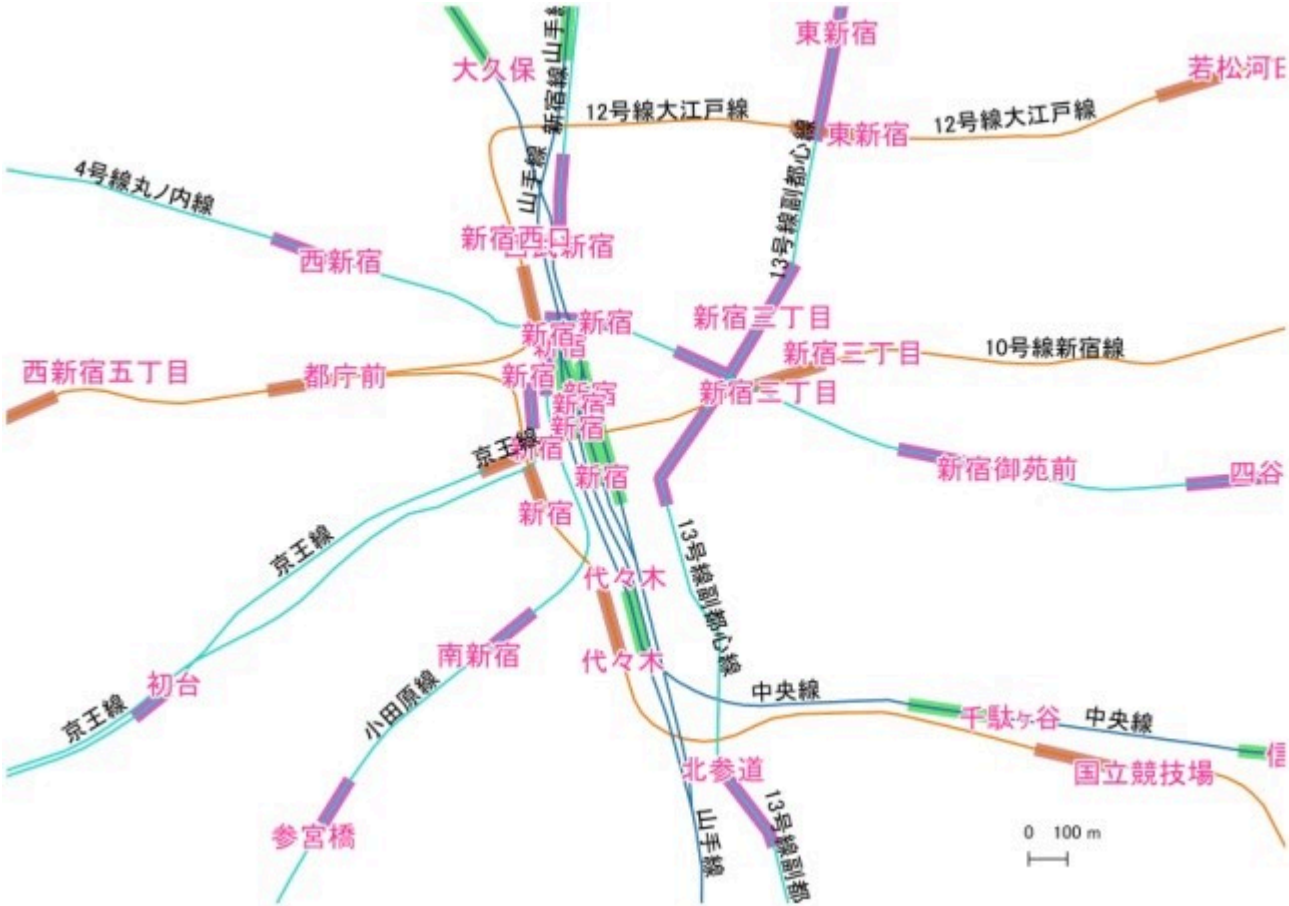 山手線
東新宿
大久保
若松河
新宿線
12号線大江戸線
12号線大江戸線
東新宿
13号線副都心線
4号線丸ノ内線
山手線
新宿西口
西武新宿
西新宿
新宿
新宿三丁目
新宿
新宿
新宿三丁目
10号線新宿線
西新宿五丁目
都庁前
新宿
新宿
新宿三丁目
新宿
新宿
京王線
新宿
新宿
新宿御苑前
四谷
新宿
京王線
13号線副都心線
代々木
南新宿
代々木
初台
小田原線
中央線
京王線
千駄ヶ谷
中央線
北参道
国立競技場
信
参宮橋
山手線
13号線副都
0 100 m